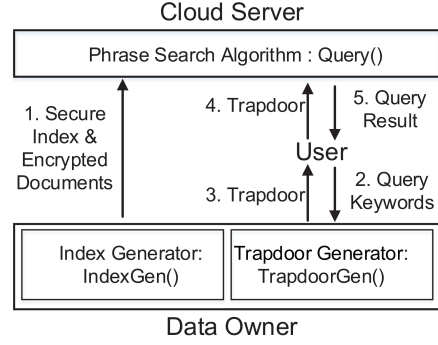 Cloud Server
Phrase Search Algorithm : Query()
1. Secure
Index &
Encrypted
Documents
4. Trapdoor
5. Query
Result
User
3. Trapdoor
2. Query
Keywords
Index Generator:
IndexGen()
Trapdoor Generator:
TrapdoorGen()
Data Owner